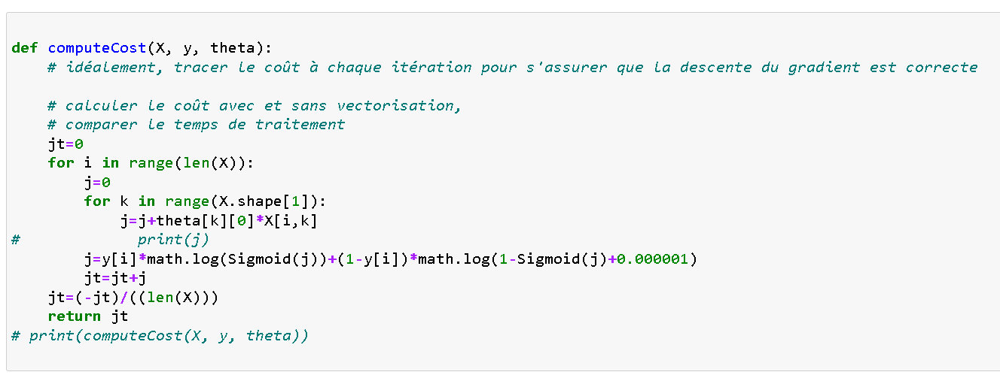 def computeCost(X, y, theta):
    # idéalement, tracer le coût à chaque itération pour s'assurer que la descente du gradient est correcte
    # calculer le coût avec et sans vectorisation,
    # comparer le temps de traitement
    jt=0
    for i in range(len(X)):
        j=0
        for k in range(X.shape[1]):
            j=j+theta[k][0]*X[i,k]
#             print(j)
        j=y[i]*math.log(Sigmoid(j))+(1-y[i])*math.log(1-Sigmoid(j)+0.000001)
        jt=jt+j
    jt=(-jt)/((len(X)))
    return jt
# print(computeCost(X, y, theta))